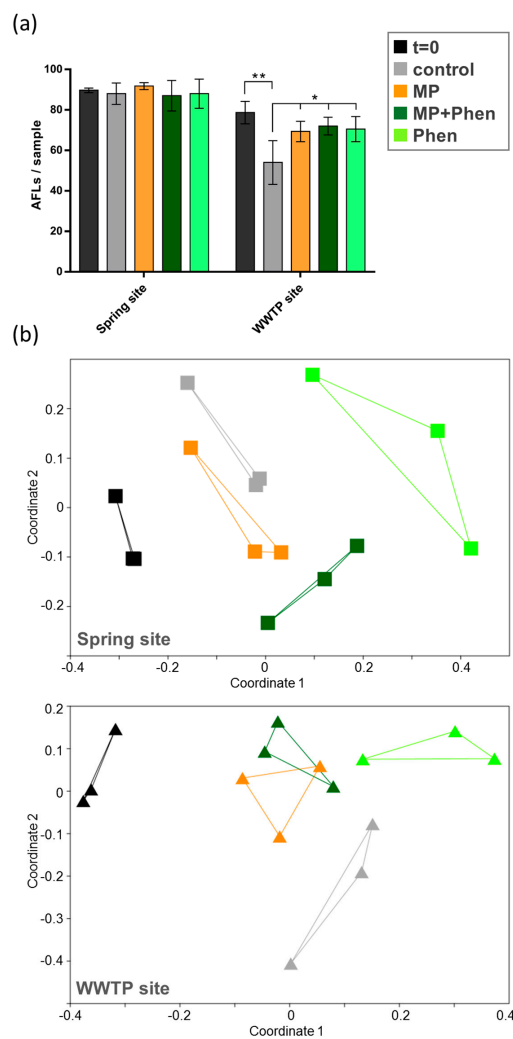 (a)
t=0
control
MP
MP+Phen
Phen
AFLs / sample
100
80
60
40
20
0
**
*
Spring site
WWTP site
(b)
Coordinate 2
0.2
0.1
0
-0.1
-0.2
Spring site
-0.4
-0.2
0
0.2
0.4
Coordinate 1
Coordinate 2
0.2
0.1
0
-0.1
-0.2
-0.3
-0.4
WWTP site
-0.4
-0.2
0
0.2
0.4
Coordinate 1